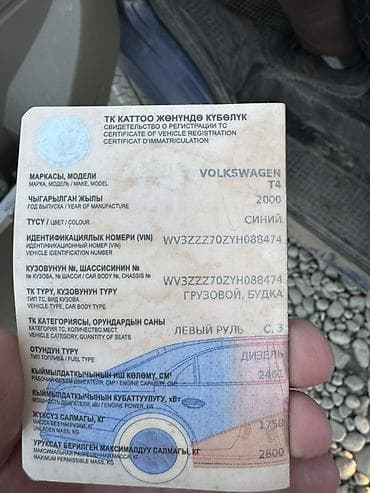 ТК КАТТОО ЖӨНҮНДӨ КҮБӨЛҮК
СВИДЕТЕЛЬСТВО О РЕГИСТРАЦИИ ТС
CERTIFICATE OF VEHICLE REGISTRATION
CERTIFICAT D'IMMATRICULATION
МАРКАСЫ, МОДЕЛИ VOLKSWAGEN
МАРКА, МОДЕЛЬ / MAKE, MODEL T4
ЧЫГАРЫЛГАН ЖЫЛЫ 2000
ГОД ВЫПУСКА / YEAR OF MANUFACTURE
ТҮСҮ / ЦВЕТ / COLOUR СИНИЙ
ИДЕНТИФИКАЦИЯЛЫК НОМЕРИ (VIN) WV3ZZZ70ZYH088474
ИДЕНТИФИКАЦИОННЫЙ НОМЕР (VIN)
VEHICLE IDENTIFICATION NUMBER
КУЗОВУНУН №, ШАССИСИНИН № WV3ZZZ70ZYH088474
№ КУЗОВА, № ШАССИ / CAR BODY №, CHASSIS №
ТК ТҮРҮ, КУЗОВУНУН ТҮРҮ ГРУЗОВОЙ, БУДКА
ТИП ТС, ВИД КУЗОВА
VEHICLE TYPE, CAR BODY TYPE
ТК КАТЕГОРИЯСЫ, ОРУНДАРДЫН САНЫ ЛЕВЫЙ РУЛЬ С, 3
КАТЕГОРИЯ ТС, КОЛИЧЕСТВО МЕСТ
VEHICLE CATEGORY, QUANTITY OF SEATS
ОТУНДУН ТҮРҮ ДИЗЕЛЬ
ТИП ТОПЛИВА / FUEL TYPE
КЫЙМЫЛДАТКЫЧЫНЫН ИШ КӨЛӨМҮ, СМ³ 2461
РАБОЧИЙ ОБЪЕМ ДВИГАТЕЛЯ, СМ³ / ENGINE CAPACITY, CM³
КЫЙМЫЛДАТКЫЧЫНЫН КУБАТТУУЛУГУ, кВт
МОЩНОСТЬ ДВИГАТЕЛЯ, кВт / ENGINE POWER, KW
ЖҮКСҮЗ САЛМАГЫ, КГ 1750
МАССА БЕЗ НАГРУЗКИ, КГ
UNLADEN MASS, KG
УРУКСАТ БЕРИЛГЕН МАКСИМАЛДУУ САЛМАГЫ, КГ 2800
МАКСИМАЛЬНАЯ РАЗРЕШЕННАЯ МАССА, КГ
MAXIMUM PERMISSIBLE MASS, KG